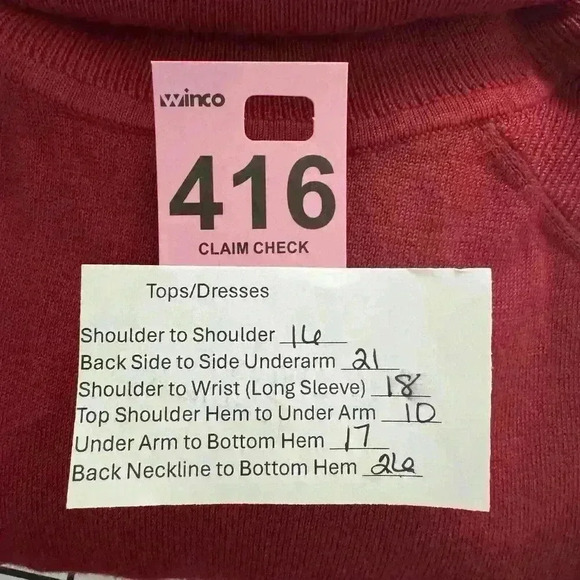 winco
416
CLAIM CHECK
Tops/Dresses
Shoulder to Shoulder 16
Back Side to Side Underarm 21
Shoulder to Wrist (Long Sleeve) 18
Top Shoulder Hem to Under Arm 10
Under Arm to Bottom Hem 17
Back Neckline to Bottom Hem 26